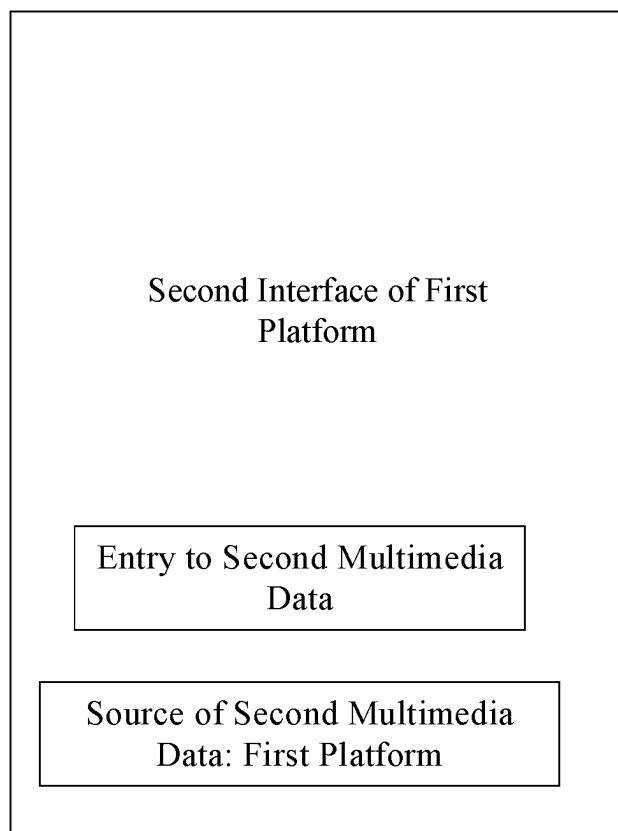 Second Interface of First
Platform
Entry to Second Multimedia
Data
Source of Second Multimedia
Data: First Platform